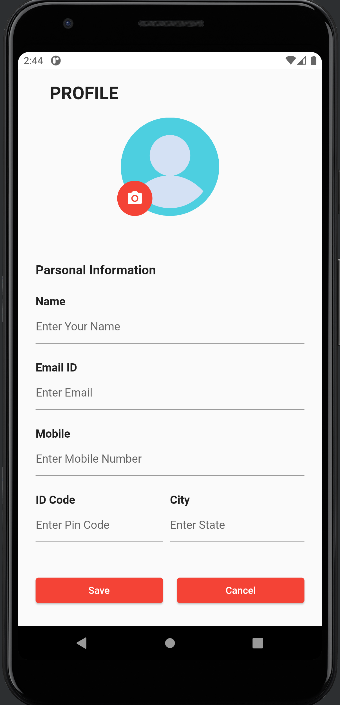 2:44
PROFILE
Parsonal Information
Name
Enter Your Name
Email ID
Enter Email
Mobile
Enter Mobile Number
ID Code City
Enter Pin Code Enter State
Save Cancel